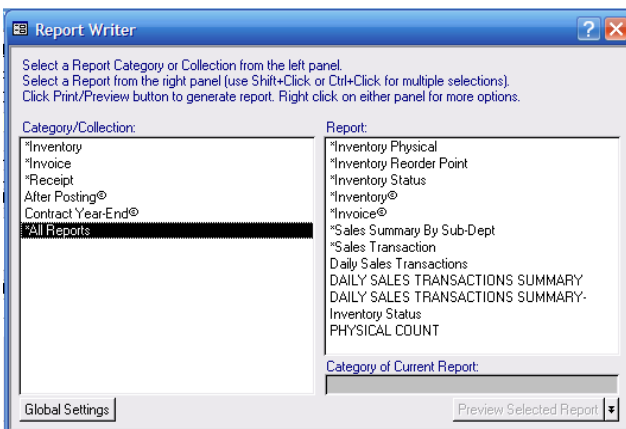 Report Writer
Select a Report Category or Collection from the left panel.
Select a Report from the right panel (use Shift+Click or Ctrl+Click for multiple selections).
Click Print/Preview button to generate report. Right click on either panel for more options.
Category/Collection:
*Inventory
*Invoice
*Receipt
After Posting©
Contract Year-End©
*All Reports
Report:
*Inventory Physical
*Inventory Reorder Point
*Inventory Status
*Inventory©
*Invoice©
*Sales Summary By Sub-Dept
*Sales Transaction
Daily Sales Transactions
DAILY SALES TRANSACTIONS SUMMARY
DAILY SALES TRANSACTIONS SUMMARY-
Inventory Status
PHYSICAL COUNT
Category of Current Report:
Global Settings
Preview Selected Report